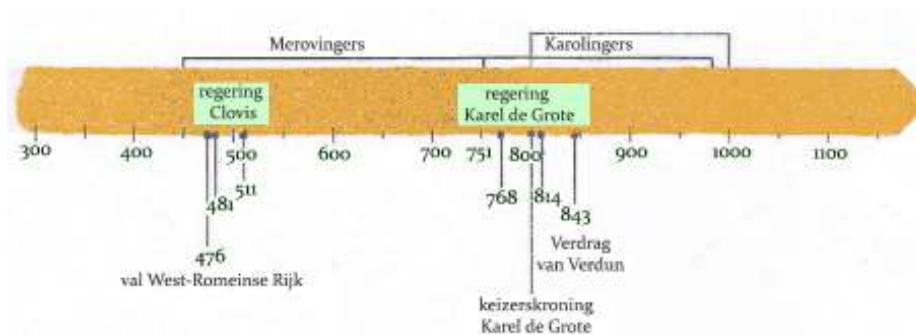 Merovingers
Karolingers
regering
Clovis
regering
Karel de Grote
300 400 500 600 700 751 800 900 1000 1100
481
511
476
768
814
843
val West-Romeinse Rijk
Verdrag
van Verdun
keizerskroning
Karel de Grote